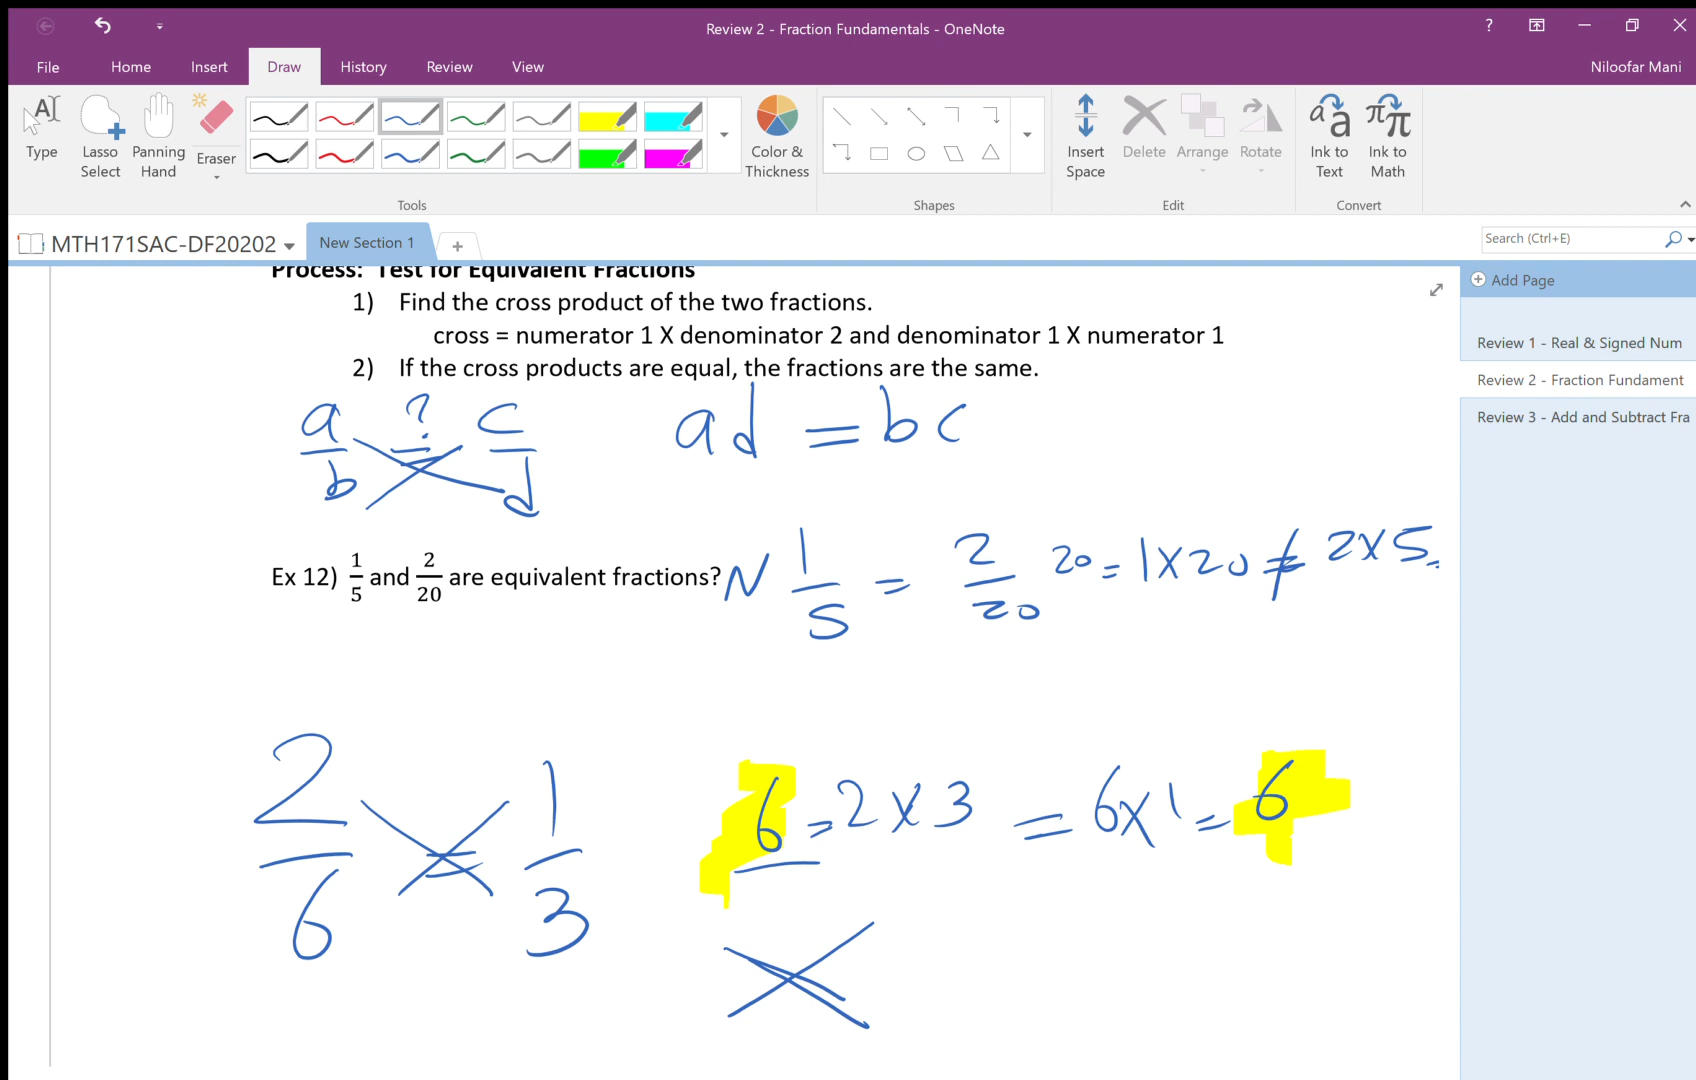 Review 2 - Fraction Fundamentals - OneNote
?
File Home Insert Draw History Review View
Niloofar Mani
Type
Lasso Select
Panning Hand
Eraser
Color & Thickness
Insert Space
Delete
Arrange
Rotate
Ink to Text
Ink to Math
Tools Shapes Edit Convert
MTH171SAC-DF20202
New Section 1
Search (Ctrl+E)
Add Page
Review 1 - Real & Signed Num
Review 2 - Fraction Fundament
Review 3 - Add and Subtract Fra
Process: Test for Equivalent Fractions
1) Find the cross product of the two fractions.
cross = numerator 1 X denominator 2 and denominator 1 X numerator 1
2) If the cross products are equal, the fractions are the same.
a/b ?= c/d ad = bc
Ex 12) 1/5 and 2/20 are equivalent fractions? N 1/5 = 2/20 20 = 1x20 ≠ 2x5 =
2/6 = 1/3 6 = 2x3 = 6x1 = 6